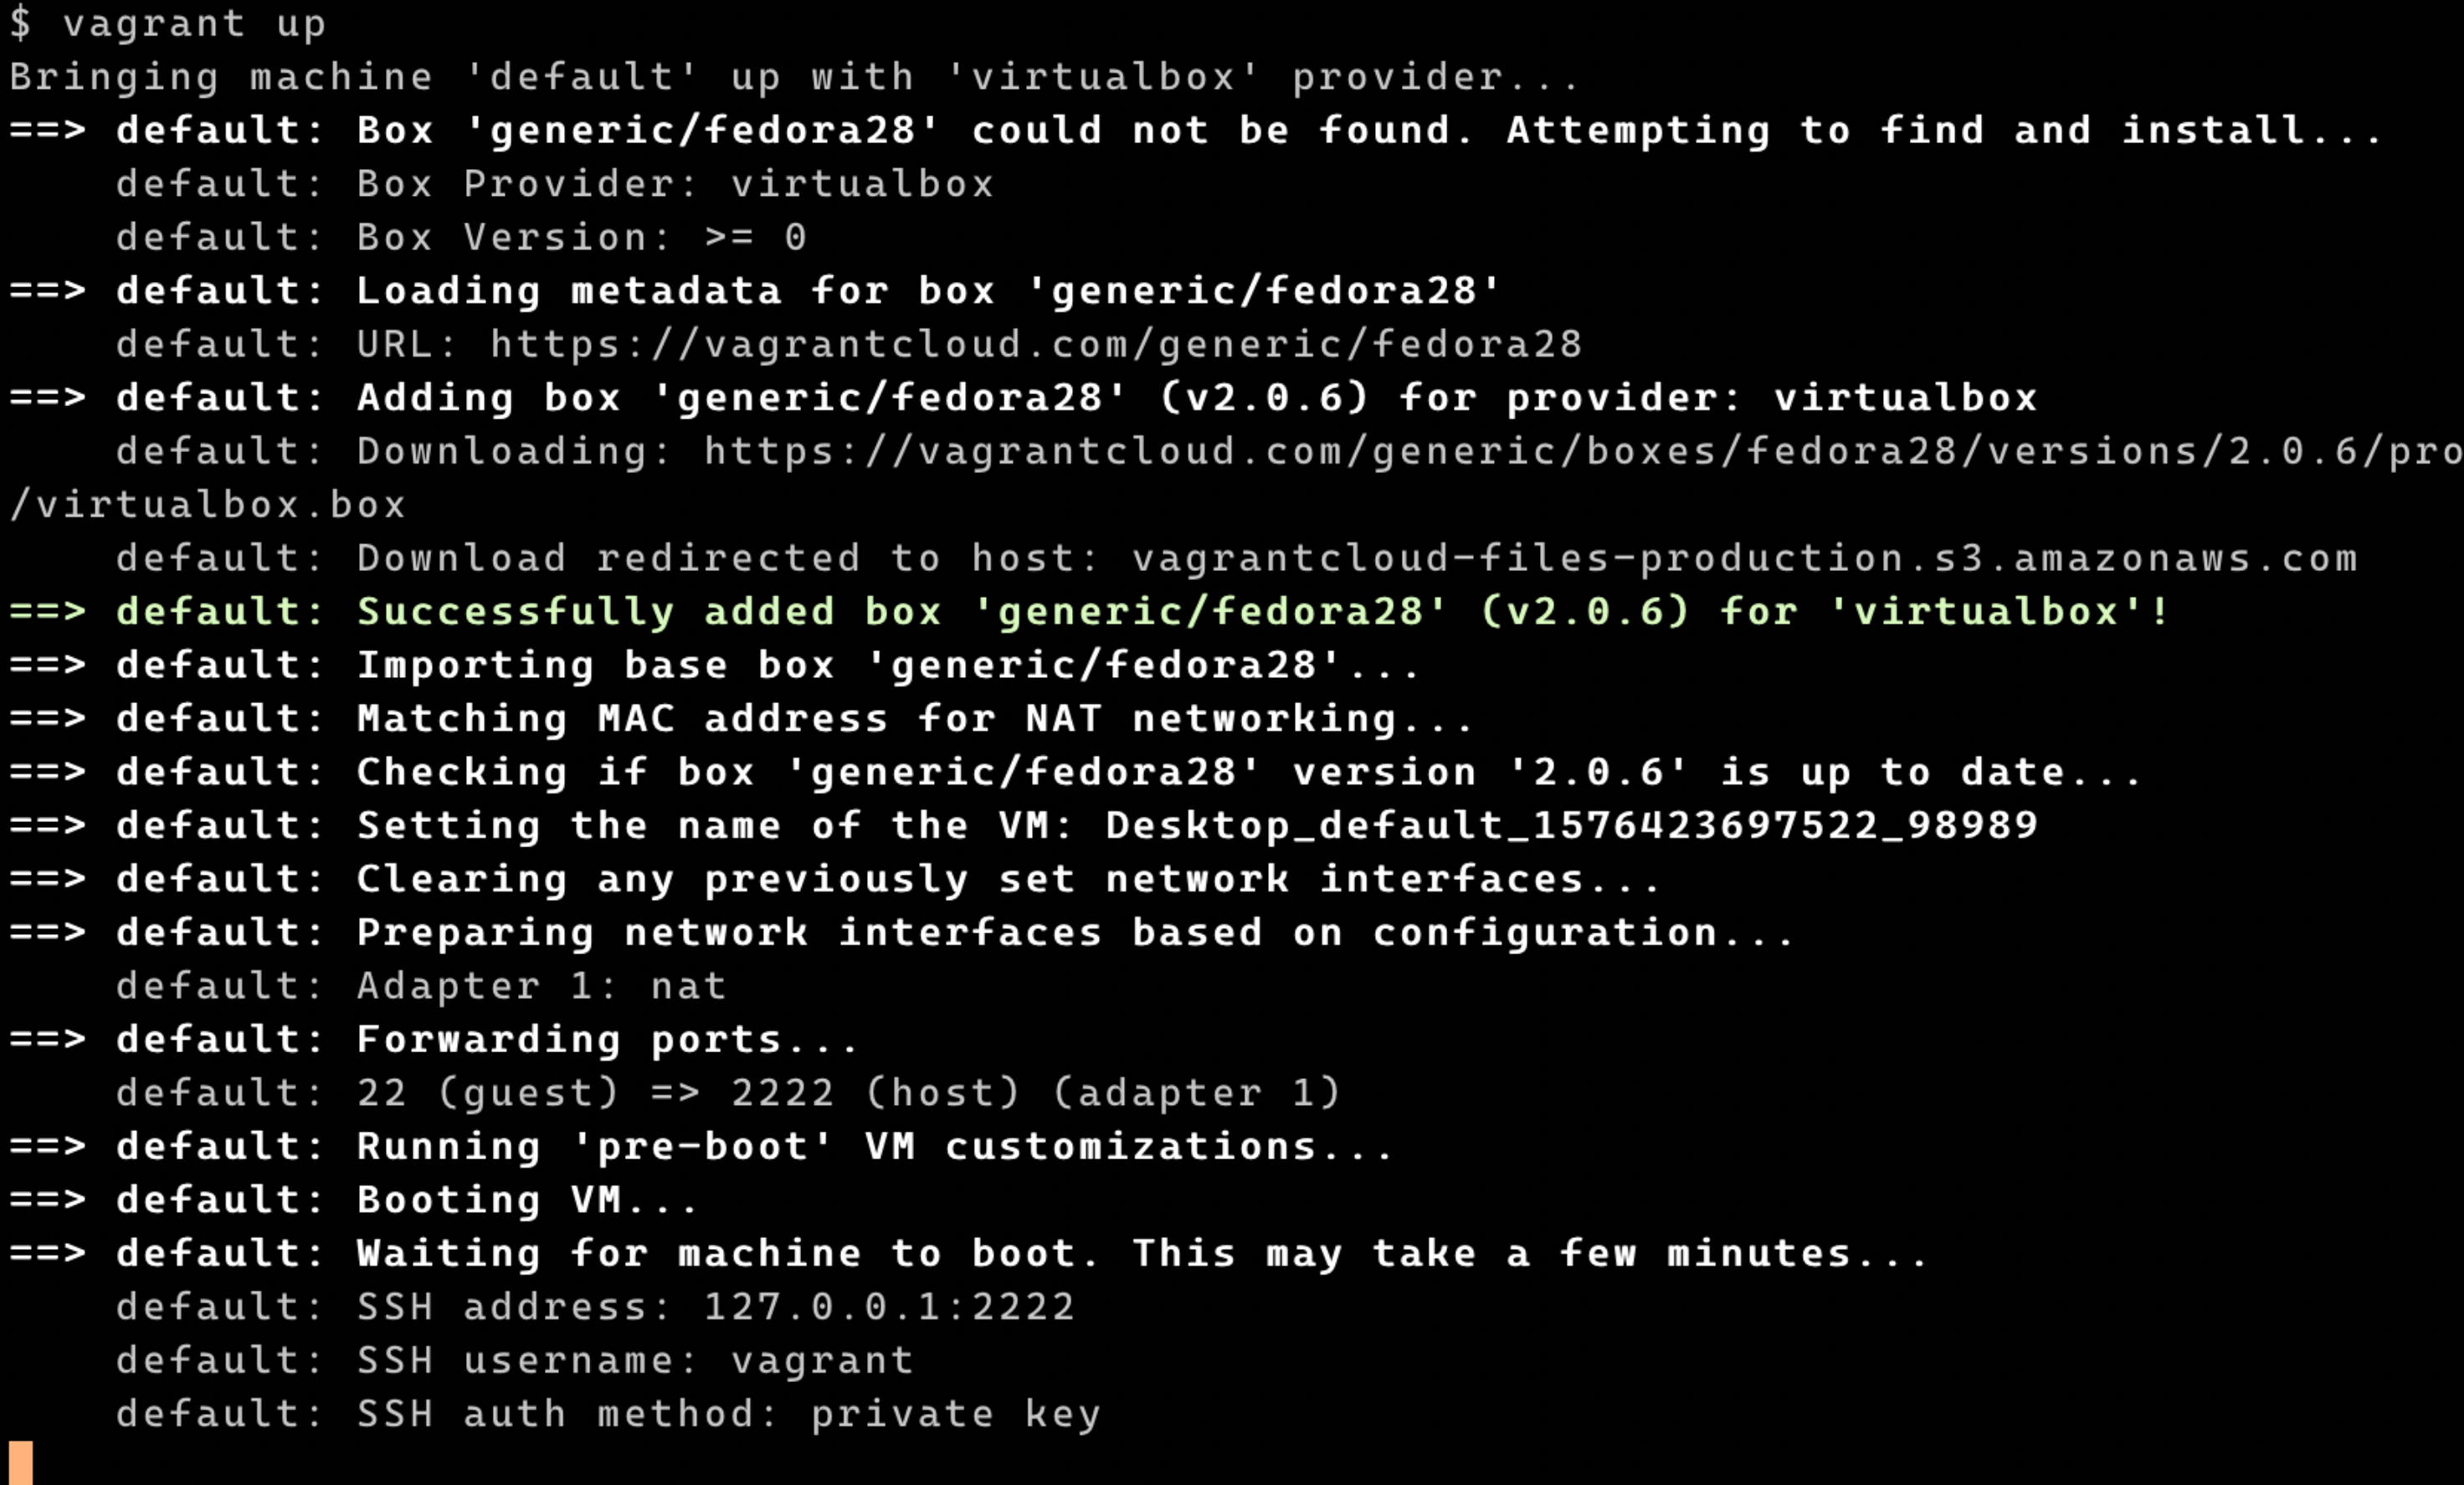 $ vagrant up
Bringing machine 'default' up with 'virtualbox' provider...
==> default: Box 'generic/fedora28' could not be found. Attempting to find and install...
    default: Box Provider: virtualbox
    default: Box Version: >= 0
==> default: Loading metadata for box 'generic/fedora28'
    default: URL: https://vagrantcloud.com/generic/fedora28
==> default: Adding box 'generic/fedora28' (v2.0.6) for provider: virtualbox
    default: Downloading: https://vagrantcloud.com/generic/boxes/fedora28/versions/2.0.6/pro
/virtualbox.box
    default: Download redirected to host: vagrantcloud-files-production.s3.amazonaws.com
==> default: Successfully added box 'generic/fedora28' (v2.0.6) for 'virtualbox'!
==> default: Importing base box 'generic/fedora28'...
==> default: Matching MAC address for NAT networking...
==> default: Checking if box 'generic/fedora28' version '2.0.6' is up to date...
==> default: Setting the name of the VM: Desktop_default_1576423697522_98989
==> default: Clearing any previously set network interfaces...
==> default: Preparing network interfaces based on configuration...
    default: Adapter 1: nat
==> default: Forwarding ports...
    default: 22 (guest) => 2222 (host) (adapter 1)
==> default: Running 'pre-boot' VM customizations...
==> default: Booting VM...
==> default: Waiting for machine to boot. This may take a few minutes...
    default: SSH address: 127.0.0.1:2222
    default: SSH username: vagrant
    default: SSH auth method: private key